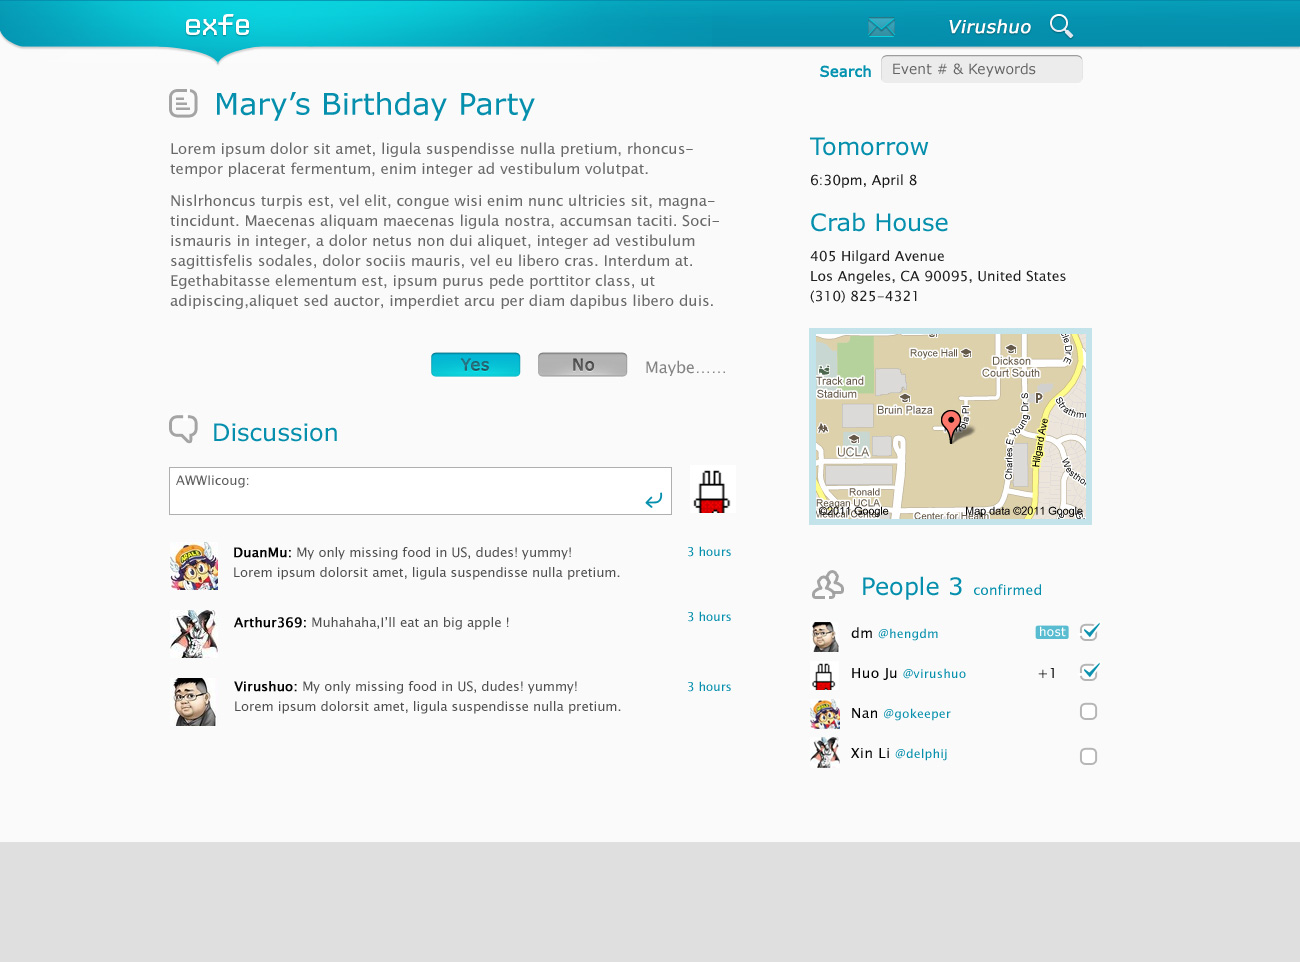 exfe
Virushuo
Search
Event # & Keywords
Mary’s Birthday Party
Lorem ipsum dolor sit amet, ligula suspendisse nulla pretium, rhoncus-
tempor placerat fermentum, enim integer ad vestibulum volutpat.
Nislrhoncus turpis est, vel elit, congue wisi enim nunc ultricies sit, magna-
tincidunt. Maecenas aliquam maecenas ligula nostra, accumsan taciti. Soci-
ismauris in integer, a dolor netus non dui aliquet, integer ad vestibulum
sagittisfelis sodales, dolor sociis mauris, vel eu libero cras. Interdum at.
Egethabitasse elementum est, ipsum purus pede porttitor class, ut
adipiscing,aliquet sed auctor, imperdiet arcu per diam dapibus libero duis.
Yes
No
Maybe......
Discussion
AWWlicoug:
DuanMu: My only missing food in US, dudes! yummy!
Lorem ipsum dolorsit amet, ligula suspendisse nulla pretium.
3 hours
Arthur369: Muhahaha,I’ll eat an big apple !
3 hours
Virushuo: My only missing food in US, dudes! yummy!
Lorem ipsum dolorsit amet, ligula suspendisse nulla pretium.
3 hours
Tomorrow
6:30pm, April 8
Crab House
405 Hilgard Avenue
Los Angeles, CA 90095, United States
(310) 825-4321
Royce Hall
Dickson
Court South
Track and
Stadium
Bruin Plaza
P
Strathm
UCLA
Charles E Young Dr S
Hilgard Ave
Westho
Ronald
Reagan UCLA
Medical Center
Center for Health
©2011 Google
Map data ©2011 Google
People 3 confirmed
dm @hengdm
host
Huo Ju @virushuo
+1
Nan @gokeeper
Xin Li @delphij